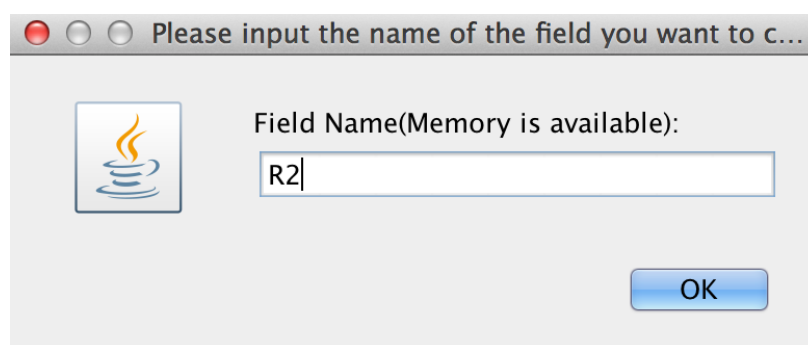 Please input the name of the field you want to c...
Field Name(Memory is available):
R2
OK